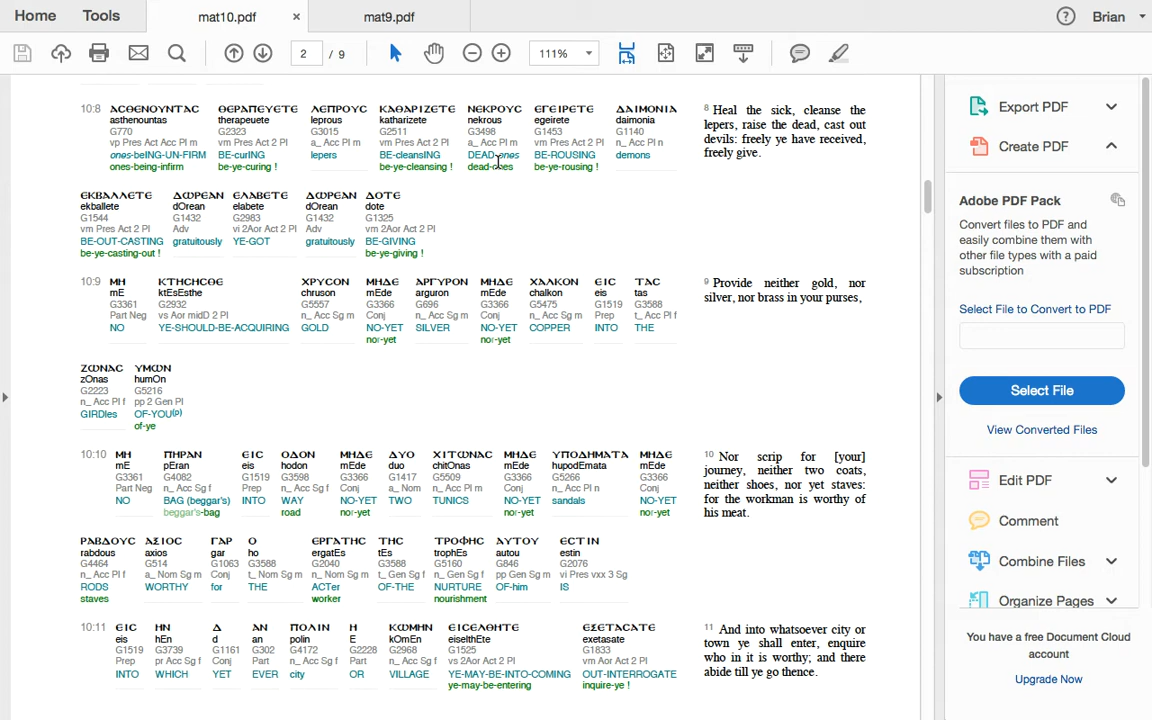 Home Tools mat10.pdf × mat9.pdf ? Brian
2 / 9 111%
10:8 ΑϹΘΕΝΟΥΝΤΑϹ ΘΕΡΑΠΕΥΕΤΕ ΛΕΠΡΟΥϹ ΚΑΘΑΡΙΖΕΤΕ ΝΕΚΡΟΥϹ ΕΓΕΙΡΕΤΕ ΔΑΙΜΟΝΙΑ
asthenountas therapeuete leprous katharizete nekrous egeirete daimonia
G770 G2323 G3015 G2511 G3498 G1453 G1140
vp Pres Act Acc Pl m vm Pres Act 2 Pl a_ Acc Pl m vm Pres Act 2 Pl a_ Acc Pl m vm Pres Act 2 Pl n_ Acc Pl n
ones-beING-UN-FIRM BE-curING lepers BE-cleansING DEAD-ones BE-ROUSING demons
ones-being-infirm be-ye-curing ! be-ye-cleansing ! dead-ones be-ye-rousing !
8 Heal the sick, cleanse the
lepers, raise the dead, cast out
devils: freely ye have received,
freely give.
ΕΚΒΑΛΛΕΤΕ ΔΩΡΕΑΝ ΕΛΑΒΕΤΕ ΔΩΡΕΑΝ ΔΟΤΕ
ekballete dOrean elabete dOrean dote
G1544 G1432 G2983 G1432 G1325
vm Pres Act 2 Pl Adv vi 2Aor Act 2 Pl Adv vm 2Aor Act 2 Pl
BE-OUT-CASTING gratuitously YE-GOT gratuitously BE-GIVING
be-ye-casting-out ! be-ye-giving !
10:9 ΜΗ ΚΤΗϹΗϹΘΕ ΧΡΥϹΟΝ ΜΗΔΕ ΑΡΓΥΡΟΝ ΜΗΔΕ ΧΑΛΚΟΝ ΕΙϹ ΤΑϹ
mE ktEsEsthe chruson mEde arguron mEde chalkon eis tas
G3361 G2932 G5557 G3366 G696 G3366 G5475 G1519 G3588
Part Neg vs Aor midD 2 Pl n_ Acc Sg m Conj n_ Acc Sg m Conj n_ Acc Sg m Prep t_ Acc Pl f
NO YE-SHOULD-BE-ACQUIRING GOLD NO-YET SILVER NO-YET COPPER INTO THE
nor-yet nor-yet
9 Provide neither gold, nor
silver, nor brass in your purses,
ΖΩΝΑϹ ΥΜΩΝ
zOnas humOn
G2223 G5216
n_ Acc Pl f pp 2 Gen Pl
GIRDles OF-YOU(p)
of-ye
10:10 ΜΗ ΠΗΡΑΝ ΕΙϹ ΟΔΟΝ ΜΗΔΕ ΔΥΟ ΧΙΤΩΝΑϹ ΜΗΔΕ ΥΠΟΔΗΜΑΤΑ ΜΗΔΕ
mE pEran eis hodon mEde duo chitOnas mEde hupodEmata mEde
G3361 G4082 G1519 G3598 G3366 G1417 G5509 G3366 G5266 G3366
Part Neg n_ Acc Sg f Prep n_ Acc Sg f Conj a_ Nom n_ Acc Pl m Conj n_ Acc Pl n Conj
NO BAG (beggar's) INTO WAY NO-YET TWO TUNICS NO-YET sandals NO-YET
beggar's-bag road nor-yet nor-yet nor-yet
10 Nor scrip for [your]
journey, neither two coats,
neither shoes, nor yet staves:
for the workman is worthy of
his meat.
ΡΑΒΔΟΥϹ ΑΞΙΟϹ ΓΑΡ Ο ΕΡΓΑΤΗϹ ΤΗϹ ΤΡΟΦΗϹ ΑΥΤΟΥ ΕϹΤΙΝ
rabdous axios gar ho ergatEs tEs trophEs autou estin
G4464 G514 G1063 G3588 G2040 G3588 G5160 G846 G2076
n_ Acc Pl f a_ Nom Sg m Conj t_ Nom Sg m n_ Nom Sg m t_ Gen Sg f n_ Gen Sg f pp Gen Sg m vi Pres vxx 3 Sg
RODS WORTHY for THE ACTer OF-THE NURTURE OF-him IS
staves worker nourishment
10:11 ΕΙϹ ΗΝ Δ ΑΝ ΠΟΛΙΝ Η ΚΩΜΗΝ ΕΙϹΕΛΘΗΤΕ ΕΞΕΤΑϹΑΤΕ
eis hEn d an polin E kOmEn eiselthEte exetasate
G1519 G3739 G1161 G302 G4172 G2228 G2968 G1525 G1833
Prep pr Acc Sg f Conj Part n_ Acc Sg f Part n_ Acc Sg f vs 2Aor Act 2 Pl vm Aor Act 2 Pl
INTO WHICH YET EVER city OR VILLAGE YE-MAY-BE-INTO-COMING OUT-INTERROGATE
ye-may-be-entering inquire-ye !
11 And into whatsoever city or
town ye shall enter, enquire
who in it is worthy; and there
abide till ye go thence.
Export PDF
Create PDF
Adobe PDF Pack
Convert files to PDF and
easily combine them with
other file types with a paid
subscription
Select File to Convert to PDF
Select File
View Converted Files
Edit PDF
Comment
Combine Files
Organize Pages
You have a free Document Cloud
account
Upgrade Now